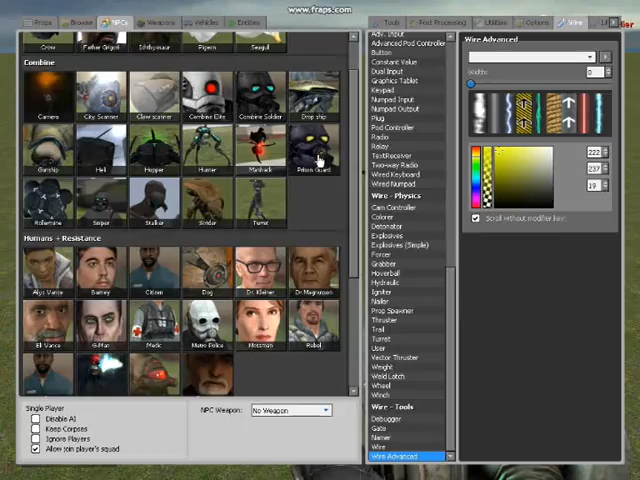 www.fraps.com
Props
Browse
NPCs
Weapons
Vehicles
Entities
Tools
Post Processing
Utilities
Options
Wire
Crow
Father Grigori
Ichthyosaur
Pigeon
Seagull
Combine
Camera
City Scanner
Claw Scanner
Combine Elite
Combine Soldier
Drop ship
Gunship
Heli
Hopper
Hunter
Manhack
Prison Guard
Rollermine
Sniper
Stalker
Strider
Turret
Humans + Resistance
Alyx Vance
Barney
Citizen
Dog
Dr. Kleiner
Dr. Magnuson
Eli Vance
G-Man
Medic
Metro Police
Mossman
Rebel
Single Player
Disable AI
Keep Corpses
Ignore Players
Allow join player's squad
NPC Weapon:
No Weapon
Adv. Input
Advanced Pod Controller
Button
Constant Value
Dual Input
Graphics Tablet
Keypad
Numpad Input
Numpad Output
Plug
Pod Controller
Radio
Relay
TextReceiver
Two-way Radio
Wired Keyboard
Wired Numpad
Wire - Physics
Cam Controller
Colorer
Detonator
Explosives
Explosives (Simple)
Forcer
Grabber
Hoverball
Hydraulic
Igniter
Nailer
Prop Spawner
Thruster
Trail
Turret
User
Vector Thruster
Weld Latch
Wheel
Winch
Wire - Tools
Debugger
Gate
Namer
Wire
Wire Advanced
Wire Advanced
Width:
222
237
19
Scroll without modifier key: